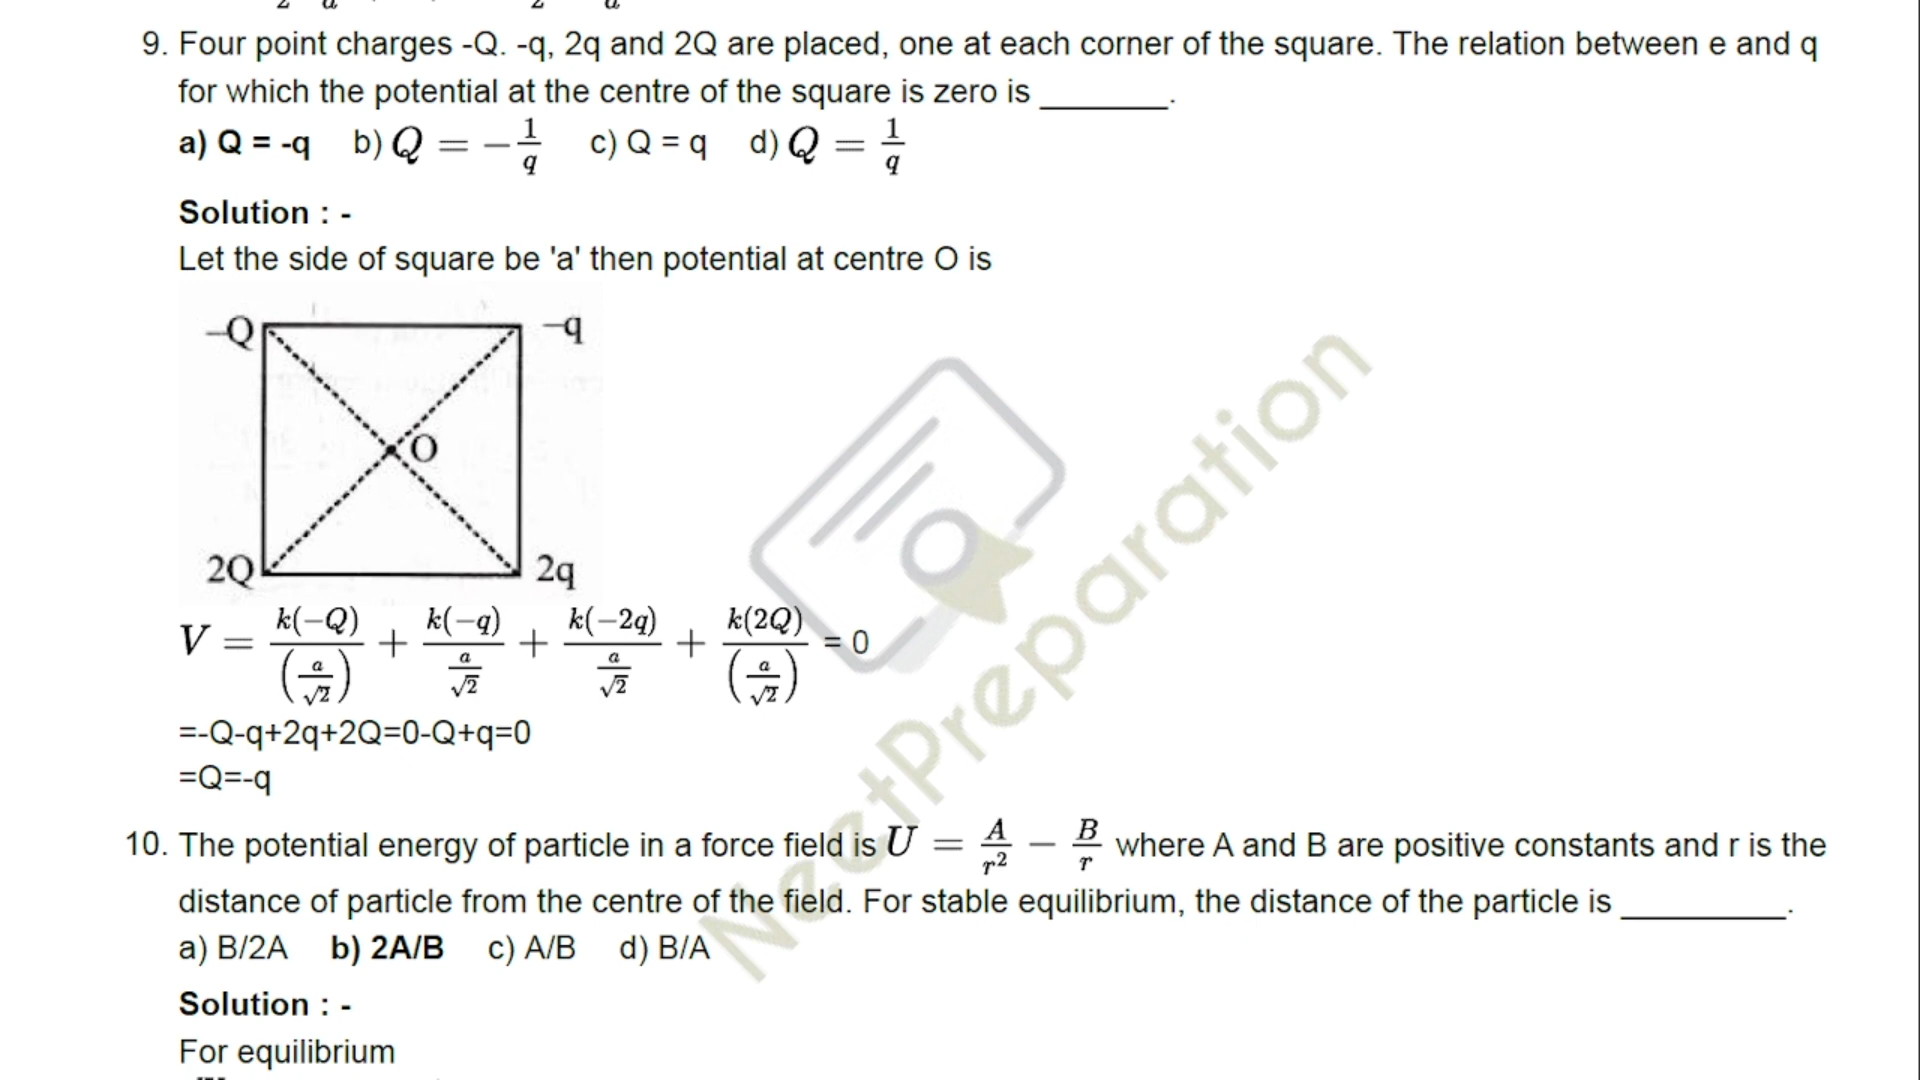 9. Four point charges -Q. -q, 2q and 2Q are placed, one at each corner of the square. The relation between e and q
for which the potential at the centre of the square is zero is _______.
a) Q = -q b) Q = −1/q c) Q = q d) Q = 1/q
Solution : -
Let the side of square be 'a' then potential at centre O is
–Q –q
O
2Q 2q
V = k(−Q)/(a/√2) + k(−q)/(a/√2) + k(−2q)/(a/√2) + k(2Q)/(a/√2) = 0
=-Q-q+2q+2Q=0-Q+q=0
=Q=-q
10. The potential energy of particle in a force field is U = A/r² − B/r where A and B are positive constants and r is the
distance of particle from the centre of the field. For stable equilibrium, the distance of the particle is _________.
a) B/2A b) 2A/B c) A/B d) B/A
Solution : -
For equilibrium
NeetPreparation